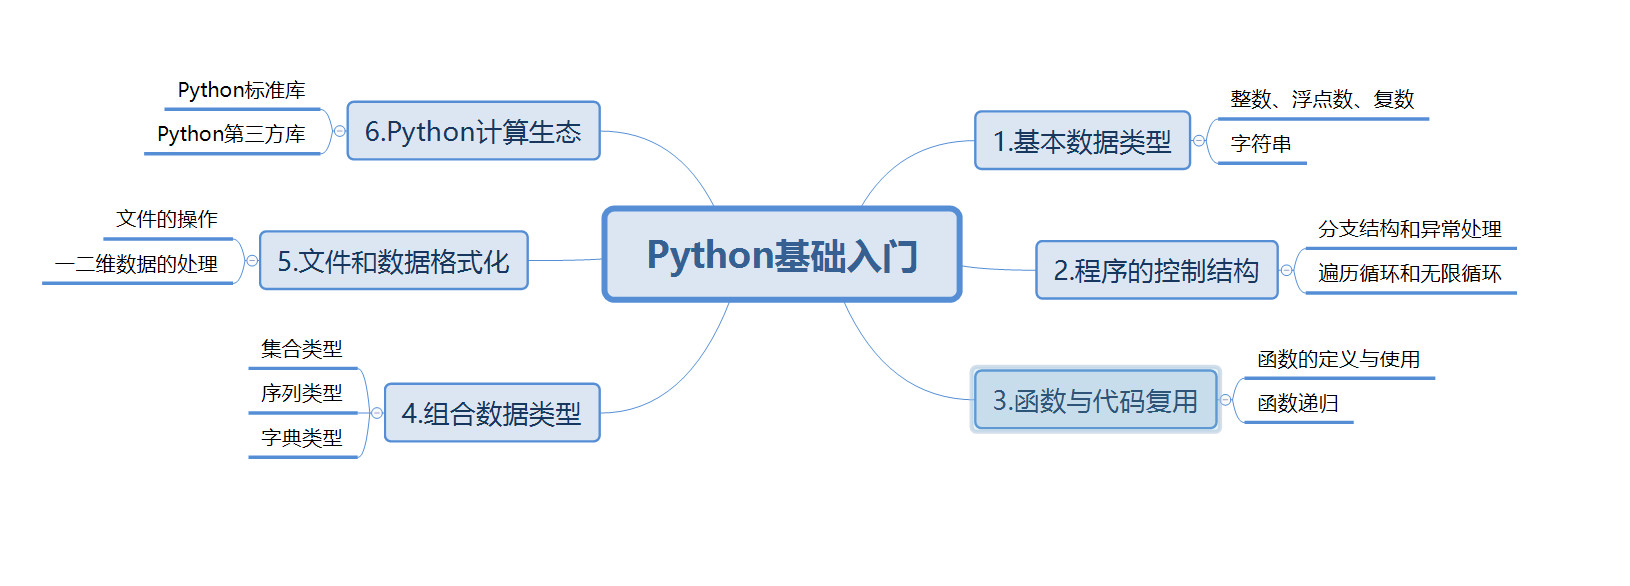 Python基础入门
1.基本数据类型
整数、浮点数、复数
字符串
2.程序的控制结构
分支结构和异常处理
遍历循环和无限循环
3.函数与代码复用
函数的定义与使用
函数递归
4.组合数据类型
集合类型
序列类型
字典类型
5.文件和数据格式化
文件的操作
一二维数据的处理
6.Python计算生态
Python标准库
Python第三方库